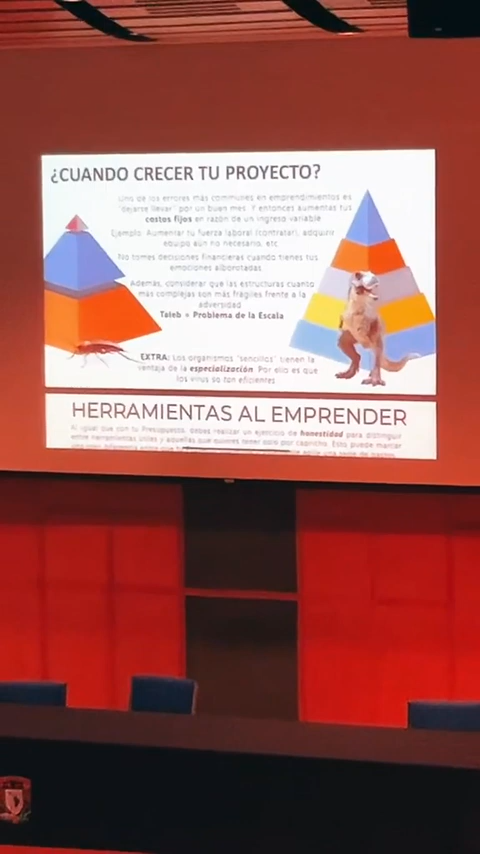 ¿CUANDO CRECER TU PROYECTO?
Uno de los errores más communes en emprendimientos es
"dejarse llevar" por un buen mes. Y entonces aumentas tus
costos fijos en razón de un ingreso variable
Ejemplo: Aumentar tu fuerza laboral (contratar), adquirir
equipo aún no necesario, etc
No tomes decisiones financieras cuando tienes tus
emociones alborotadas
Además, considerar que las estructuras cuanto
más complejas son más frágiles frente a la
adversidad
Taleb = Problema de la Escala
EXTRA: Los organismos "sencillos" tienen la
ventaja de la especialización. Por ello es que
los virus so tan eficientes
HERRAMIENTAS AL EMPRENDER
Al igual que con tu Presupuesto, debes realizar un ejercicio de honestidad para distinguir
entre herramientas útiles y aquellas que quieres tener solo por capricho. Esto puede marcar